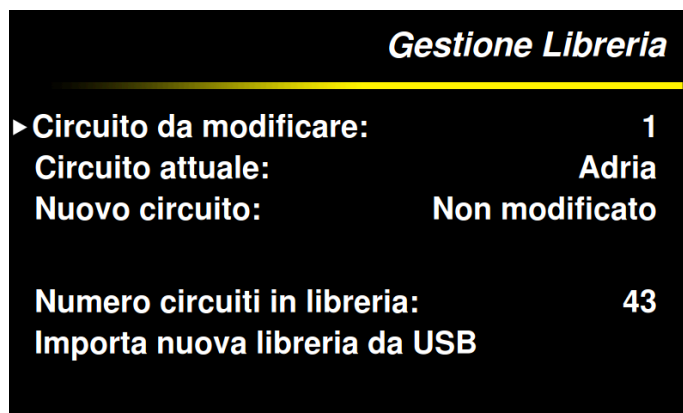 Gestione Libreria
Circuito da modificare: 1
Circuito attuale: Adria
Nuovo circuito: Non modificato
Numero circuiti in libreria: 43
Importa nuova libreria da USB